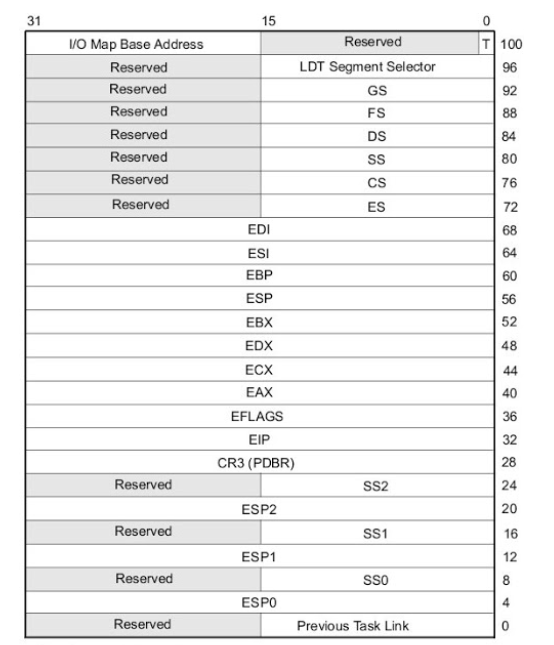 31 15 0
I/O Map Base Address Reserved T 100
Reserved LDT Segment Selector 96
Reserved GS 92
Reserved FS 88
Reserved DS 84
Reserved SS 80
Reserved CS 76
Reserved ES 72
EDI 68
ESI 64
EBP 60
ESP 56
EBX 52
EDX 48
ECX 44
EAX 40
EFLAGS 36
EIP 32
CR3 (PDBR) 28
Reserved SS2 24
ESP2 20
Reserved SS1 16
ESP1 12
Reserved SS0 8
ESP0 4
Reserved Previous Task Link 0